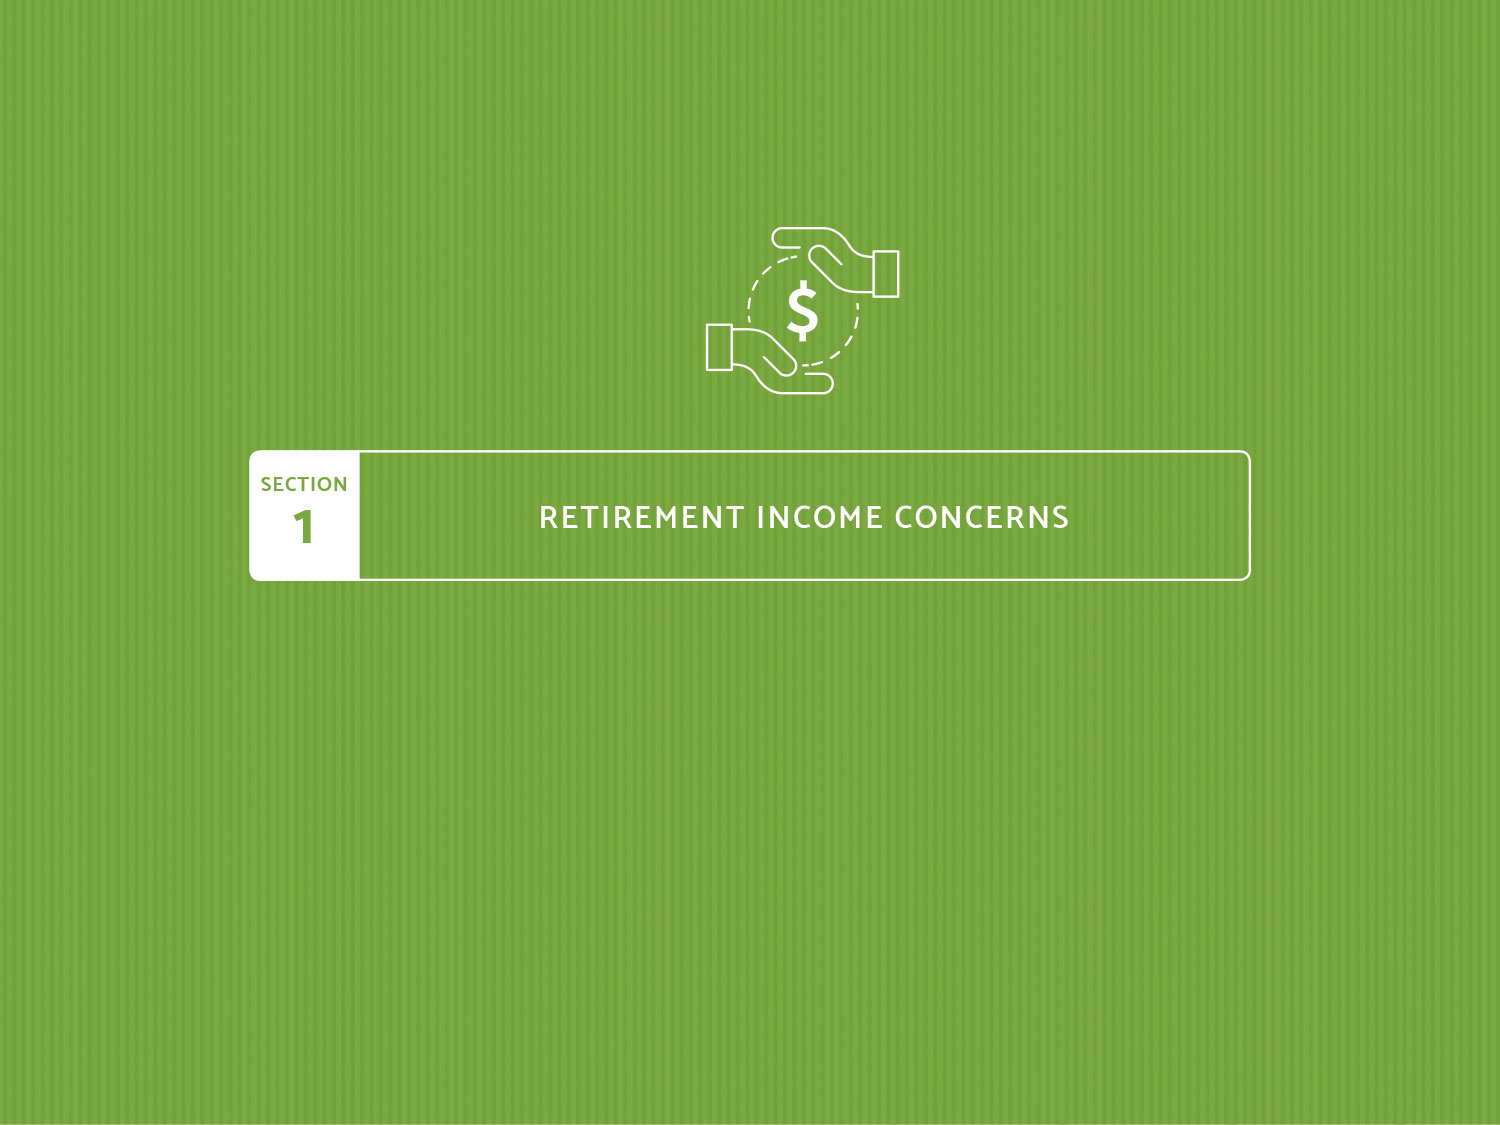 $
SECTION
1
RETIREMENT INCOME CONCERNS